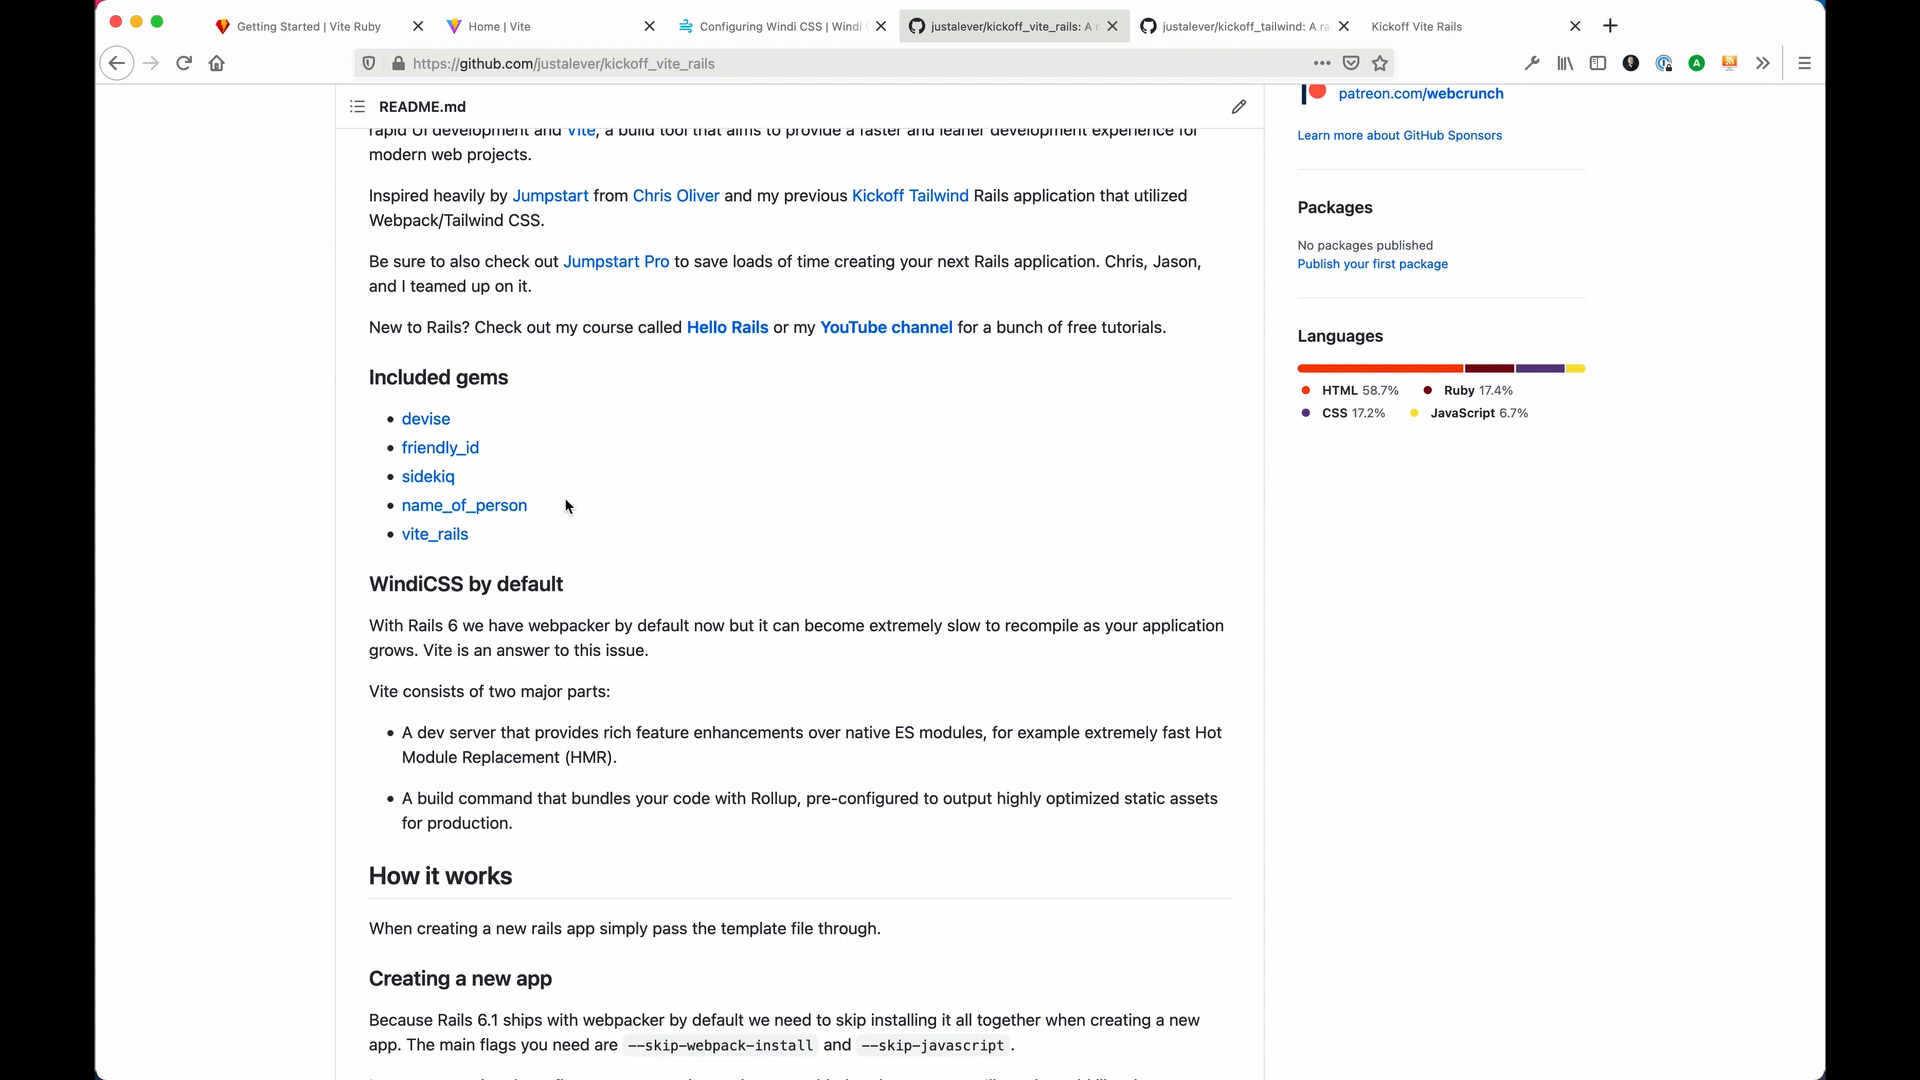 Getting Started | Vite Ruby
Home | Vite
Configuring Windi CSS | Windi
justalever/kickoff_vite_rails: A r
justalever/kickoff_tailwind: A ra
Kickoff Vite Rails
https://github.com/justalever/kickoff_vite_rails
README.md
rapid UI development and Vite, a build tool that aims to provide a faster and leaner development experience for
modern web projects.
Inspired heavily by Jumpstart from Chris Oliver and my previous Kickoff Tailwind Rails application that utilized
Webpack/Tailwind CSS.
Be sure to also check out Jumpstart Pro to save loads of time creating your next Rails application. Chris, Jason,
and I teamed up on it.
New to Rails? Check out my course called Hello Rails or my YouTube channel for a bunch of free tutorials.
Included gems
devise
friendly_id
sidekiq
name_of_person
vite_rails
WindiCSS by default
With Rails 6 we have webpacker by default now but it can become extremely slow to recompile as your application
grows. Vite is an answer to this issue.
Vite consists of two major parts:
A dev server that provides rich feature enhancements over native ES modules, for example extremely fast Hot
Module Replacement (HMR).
A build command that bundles your code with Rollup, pre-configured to output highly optimized static assets
for production.
How it works
When creating a new rails app simply pass the template file through.
Creating a new app
Because Rails 6.1 ships with webpacker by default we need to skip installing it all together when creating a new
app. The main flags you need are --skip-webpack-install and --skip-javascript.
patreon.com/webcrunch
Learn more about GitHub Sponsors
Packages
No packages published
Publish your first package
Languages
HTML 58.7% Ruby 17.4%
CSS 17.2% JavaScript 6.7%